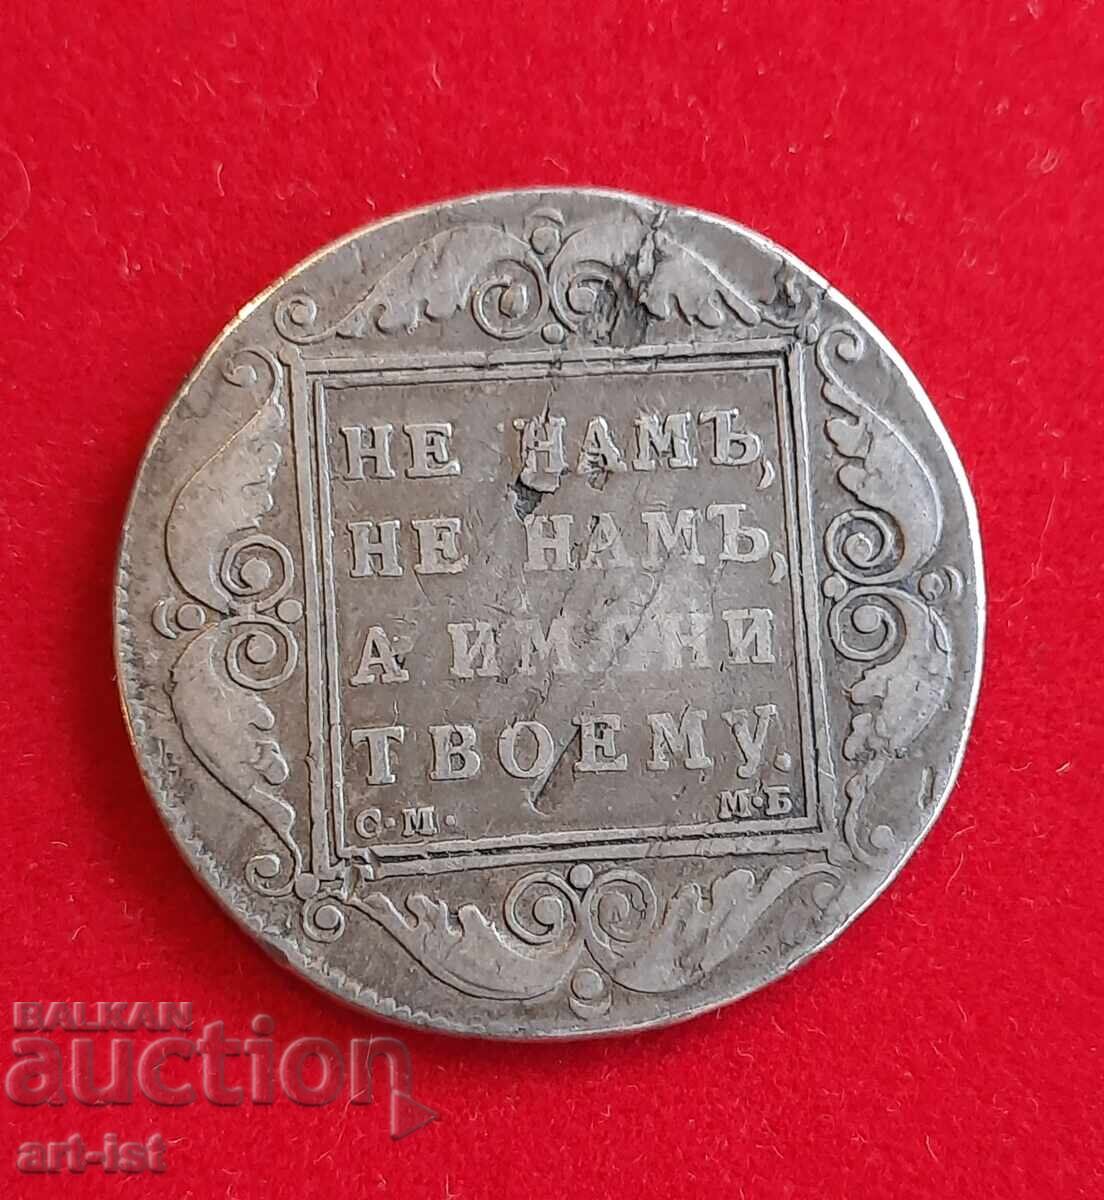 НЕ НАМЪ,
НЕ НАМЪ,
А ИМЯНИ
ТВОЕМУ.
С·М· М·Б
BALKAN
auction
art-ist